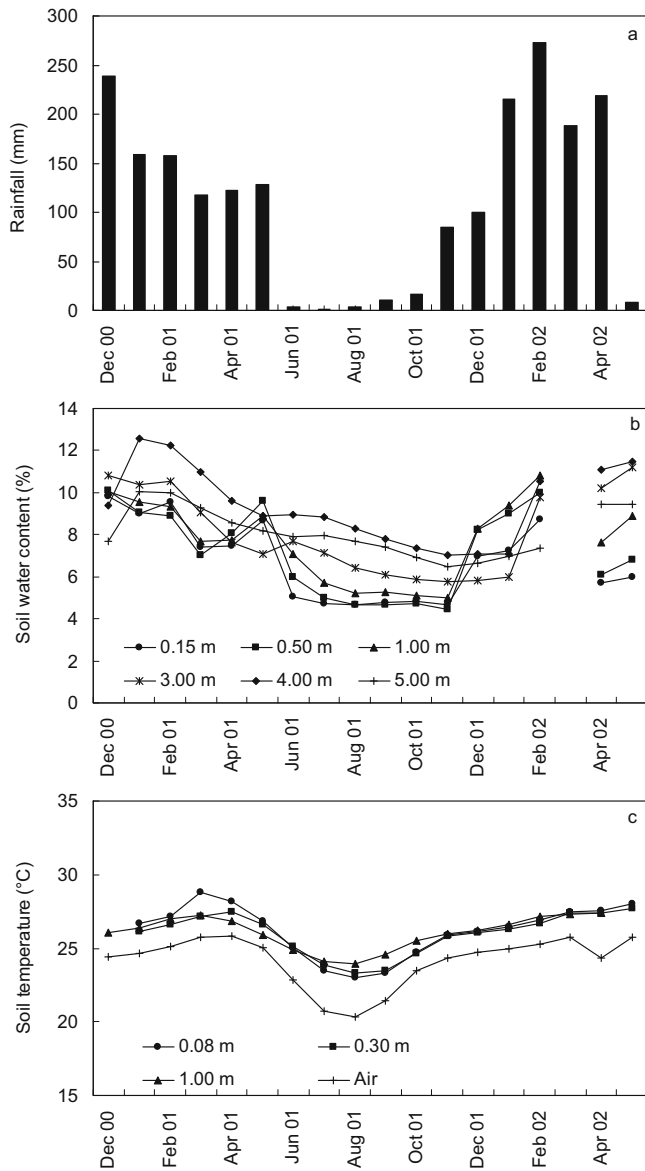 a
Rainfall (mm)
300
250
200
150
100
50
0
Dec 00
Feb 01
Apr 01
Jun 01
Aug 01
Oct 01
Dec 01
Feb 02
Apr 02
b
Soil water content (%)
14
12
10
8
6
4
2
0
0.15 m 0.50 m 1.00 m
3.00 m 4.00 m 5.00 m
Dec 00
Feb 01
Apr 01
Jun 01
Aug 01
Oct 01
Dec 01
Feb 02
Apr 02
c
Soil temperature (°C)
35
30
25
20
15
0.08 m 0.30 m
1.00 m Air
Dec 00
Feb 01
Apr 01
Jun 01
Aug 01
Oct 01
Dec 01
Feb 02
Apr 02